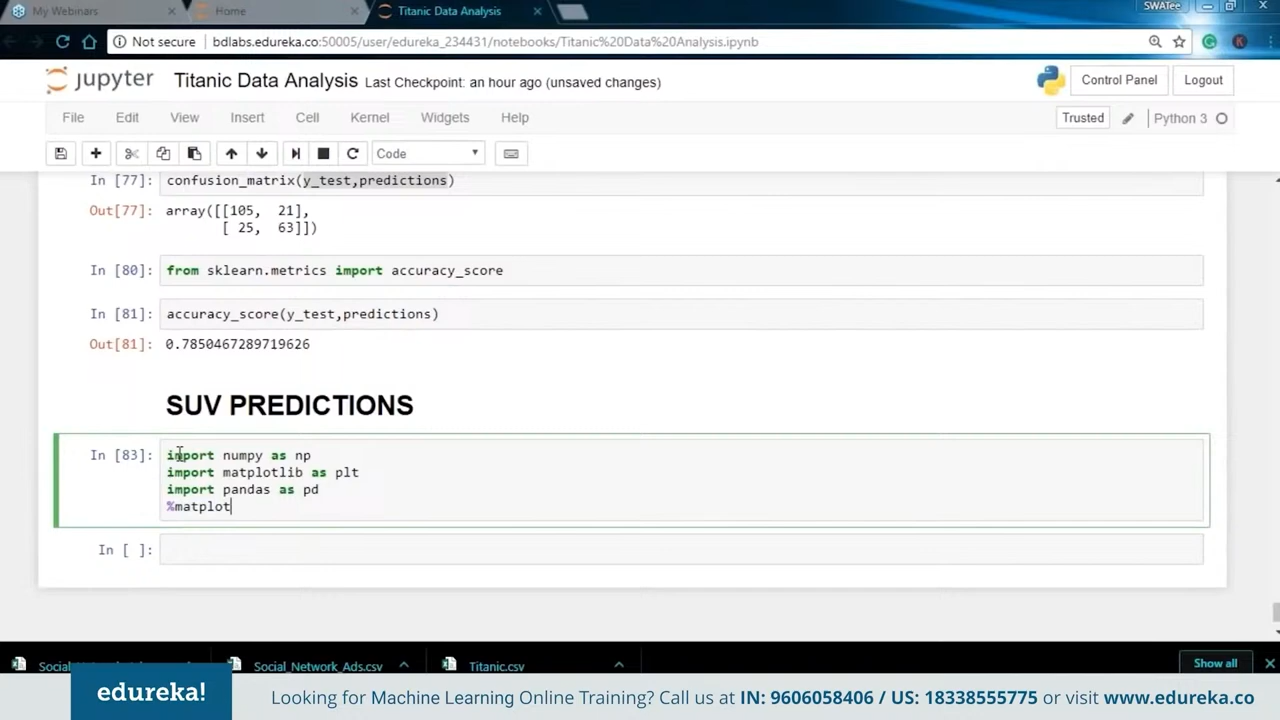 My Webinars
Home
Titanic Data Analysis
SWATee
Not secure
bdlabs.edureka.co:50005/user/edureka_234431/notebooks/Titanic%20Data%20Analysis.ipynb
jupyter
Titanic Data Analysis
Last Checkpoint: an hour ago (unsaved changes)
Control Panel
Logout
File
Edit
View
Insert
Cell
Kernel
Widgets
Help
Trusted
Python 3
Code
In [77]:
confusion_matrix(y_test,predictions)
Out[77]:
array([[105, 21],
[ 25, 63]])
In [80]:
from sklearn.metrics import accuracy_score
In [81]:
accuracy_score(y_test,predictions)
Out[81]:
0.7850467289719626
SUV PREDICTIONS
In [83]:
import numpy as np
import matplotlib as plt
import pandas as pd
%matplot
In [ ]:
Social_Network_Ads.csv
Titanic.csv
Show all
edureka!
Looking for Machine Learning Online Training? Call us at IN: 9606058406 / US: 18338555775 or visit www.edureka.co